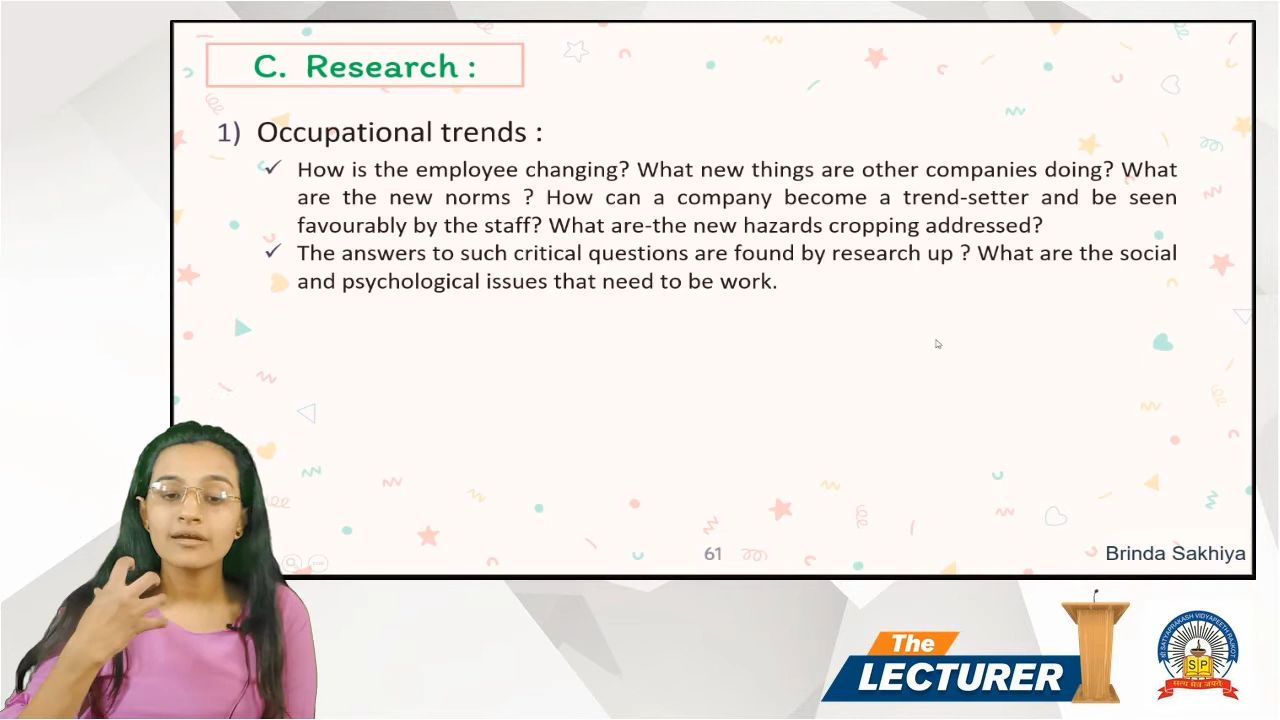 C. Research :
1) Occupational trends :
✓ How is the employee changing? What new things are other companies doing? What
are the new norms ? How can a company become a trend-setter and be seen
favourably by the staff? What are-the new hazards cropping addressed?
✓ The answers to such critical questions are found by research up ? What are the social
and psychological issues that need to be work.
61
Brinda Sakhiya
The
LECTURER
SP
सत्य मेव जयते